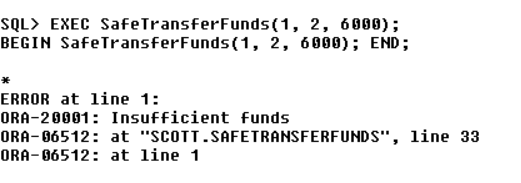 SQL> EXEC SafeTransferFunds(1, 2, 6000);
BEGIN SafeTransferFunds(1, 2, 6000); END;
*
ERROR at line 1:
ORA-20001: Insufficient funds
ORA-06512: at "SCOTT.SAFETRANSFERFUNDS", line 33
ORA-06512: at line 1